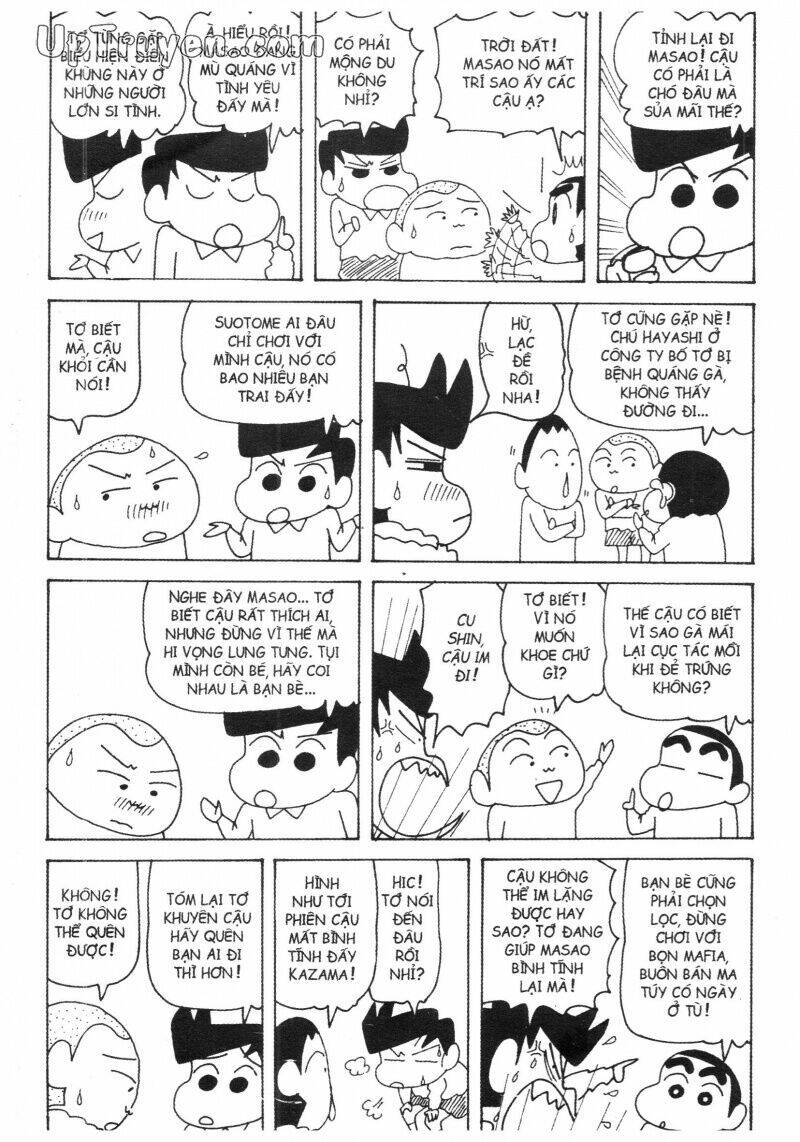 UpTruyen.com
TỈNH LẠI ĐI
MASAO! CẬU
CÓ PHẢI LÀ
CHÓ ĐÂU MÀ
SỦA MÃI THẾ?
TRỜI ĐẤT!
MASAO NÓ MẤT
TRÍ SAO ẤY CÁC
CẬU Ạ?
CÓ PHẢI
MỘNG DU
KHÔNG
NHỈ?
À HIỂU RỒI!
MASAO ĐANG
MÙ QUÁNG VÌ
TÌNH YÊU
ĐẤY MÀ!
TỚ TỪNG GẶP
BIỂU HIỆN ĐIÊN
KHÙNG NÀY Ở
NHỮNG NGƯỜI
LỚN SI TÌNH.
TỚ CŨNG GẶP NÈ!
CHÚ HAYASHI Ở
CÔNG TY BỐ TỚ BỊ
BỆNH QUÁNG GÀ,
KHÔNG THẤY
ĐƯỜNG ĐI...
HỪ,
LẠC
ĐỀ
RỒI
NHA!
SUOTOME AI ĐÂU
CHỈ CHƠI VỚI
MÌNH CẬU, NÓ CÓ
BAO NHIÊU BẠN
TRAI ĐẤY!
TỚ BIẾT
MÀ, CẬU
KHỎI CẦN
NÓI!
THẾ CẬU CÓ BIẾT
VÌ SAO GÀ MÁI
LẠI CỤC TÁC MỖI
KHI ĐẺ TRỨNG
KHÔNG?
TỚ BIẾT!
VÌ NÓ
MUỐN
KHOE CHỨ
GÌ?
CU
SHIN,
CẬU IM
ĐI!
NGHE ĐÂY MASAO... TỚ
BIẾT CẬU RẤT THÍCH AI,
NHƯNG ĐỪNG VÌ THẾ MÀ
HI VỌNG LUNG TUNG. TỤI
MÌNH CÒN BÉ, HÃY COI
NHAU LÀ BẠN BÈ...
BẠN BÈ CŨNG
PHẢI CHỌN
LỌC, ĐỪNG
CHƠI VỚI
BỌN MAFIA,
BUÔN BÁN MA
TÚY CÓ NGÀY
Ở TÙ!
CẬU KHÔNG
THỂ IM LẶNG
ĐƯỢC HAY
SAO? TỚ ĐANG
GIÚP MASAO
BÌNH TĨNH
LẠI MÀ!
HIC!
TỚ NÓI
ĐẾN
ĐÂU
RỒI
NHỈ?
HÌNH
NHƯ TỚI
PHIÊN CẬU
MẤT BÌNH
TĨNH ĐẤY
KAZAMA!
TÓM LẠI TỚ
KHUYÊN CẬU
HÃY QUÊN
BẠN AI ĐI
THÌ HƠN!
KHÔNG!
TỚ KHÔNG
THỂ QUÊN
ĐƯỢC!